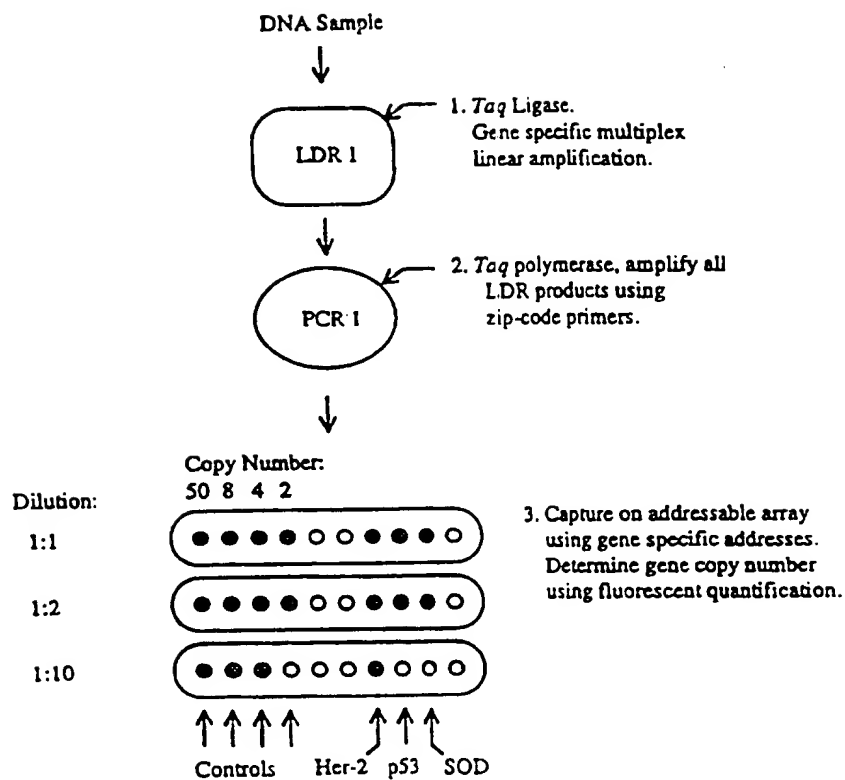 DNA Sample
1. Taq Ligase.
Gene specific multiplex
linear amplification.
LDR 1
2. Taq polymerase, amplify all
LDR products using
zip-code primers.
PCR 1
Copy Number:
50 8 4 2
Dilution:
1:1
1:2
1:10
3. Capture on addressable array
using gene specific addresses.
Determine gene copy number
using fluorescent quantification.
Controls Her-2 p53 SOD